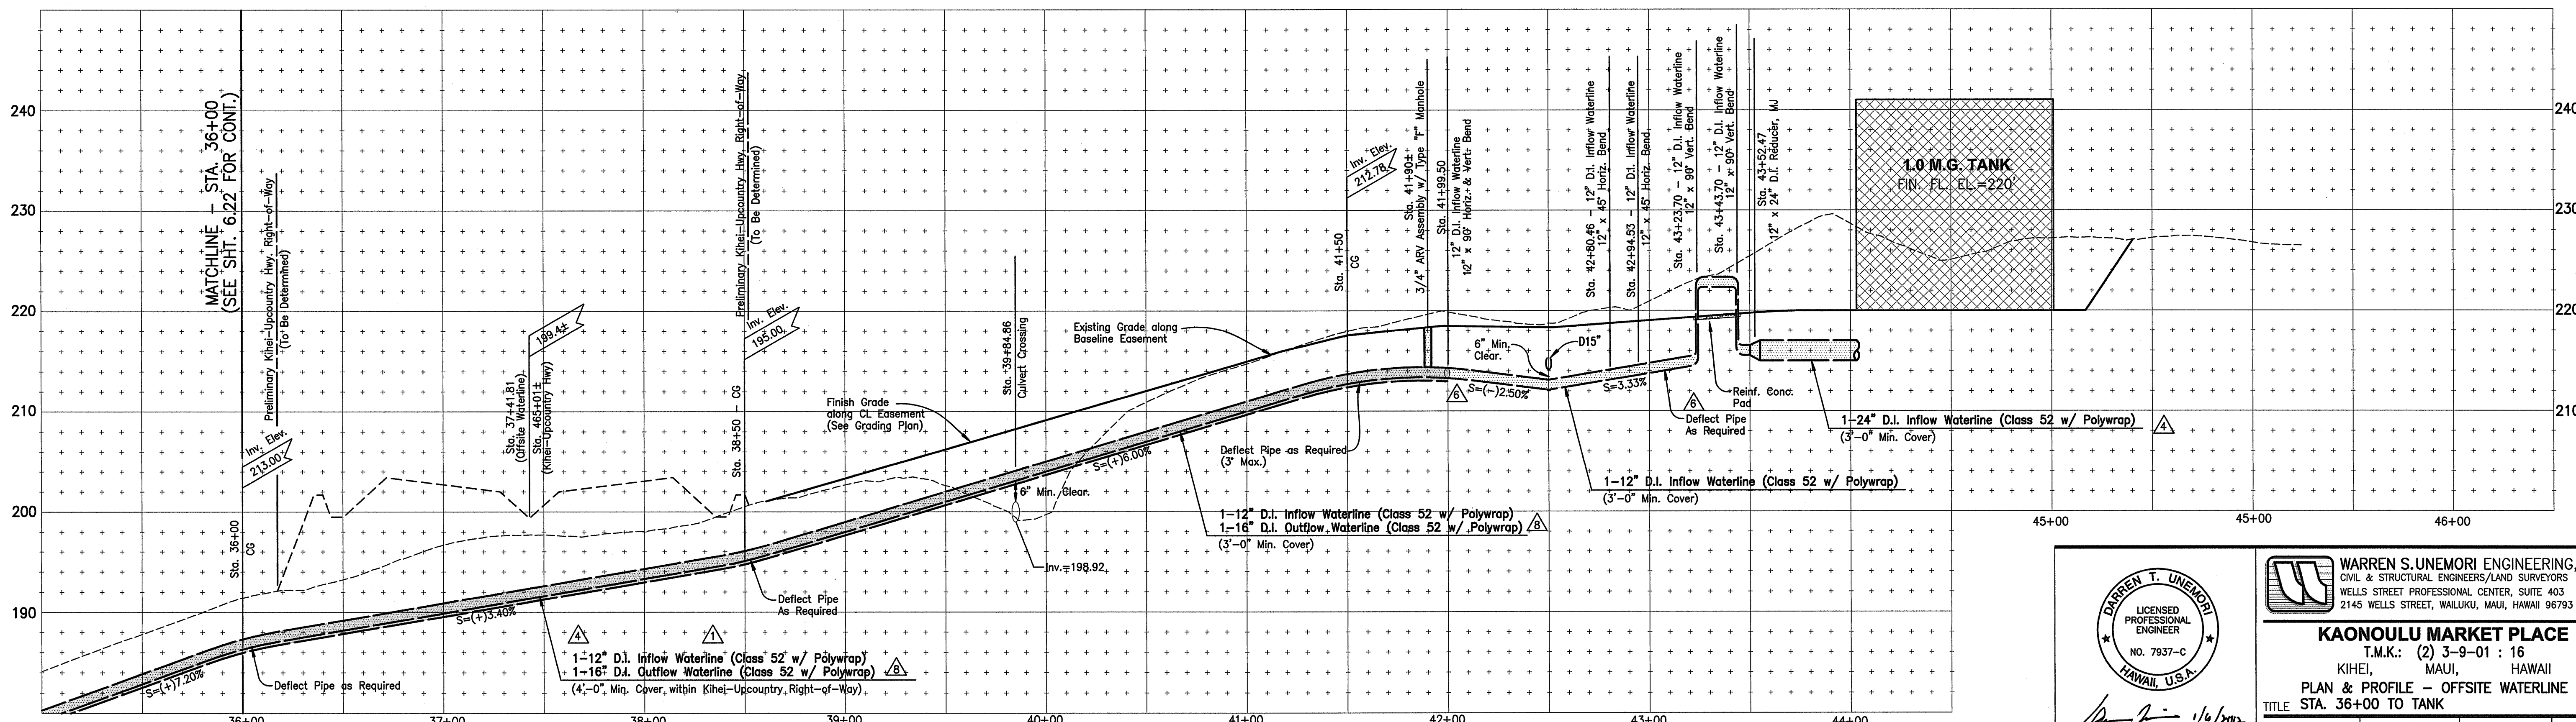 240
230
220
210
200
190
MATCHLINE - STA. 36+00
(SEE SHT. 6.22 FOR CONT.)
Preliminary Kihei-Upcountry Hwy. Right-of-Way
(To Be Determined)
Inv. Elev.
213.00
Sta. 36+00
CG
Sta. 37+41.81
(Offsite Waterline)
Sta. 465+01±
(Kihei-Upcountry Hwy)
199.4±
Preliminary Kihei-Upcountry Hwy. Right-of-Way
(To Be Determined)
Inv. Elev.
195.00
Sta. 38+50 - CG
Finish Grade
along CL Easement
(See Grading Plan)
Sta. 39+84.86
Culvert Crossing
Existing Grade along
Baseline Easement
Sta. 41+50
CG
Inv. Elev.
212.78
Sta. 41+90±
3/4" ARV Assembly w/ Type "F" Manhole
Sta. 41+99.50
12" D.I. Inflow Waterline
12" x 90° Horiz. & Vert. Bend
Sta. 42+80.46 - 12" D.I. Inflow Waterline
12" x 45° Horiz. Bend
Sta. 42+94.53 - 12" D.I. Inflow Waterline
12" x 45° Horiz. Bend
Sta. 43+23.70 - 12" D.I. Inflow Waterline
12" x 90° Vert. Bend
Sta. 43+43.70 - 12" D.I. Inflow Waterline
12" x 90° Vert. Bend
Sta. 43+52.47
12" x 24" D.I. Reducer, MJ
1.0 M.G. TANK
FIN. FL. EL.=220'
240
230
220
210
6" Min.
Clear.
D15"
S=(-)2.50%
S=3.33%
6
6
Reinf. Conc.
Pad
Deflect Pipe
As Required
1-24" D.I. Inflow Waterline (Class 52 w/ Polywrap)
(3'-0" Min. Cover)
4
1-12" D.I. Inflow Waterline (Class 52 w/ Polywrap)
(3'-0" Min. Cover)
Deflect Pipe as Required
(3° Max.)
S=(+)6.00%
6" Min. Clear.
Inv.=198.92
1-12" D.I. Inflow Waterline (Class 52 w/ Polywrap)
1-16" D.I. Outflow Waterline (Class 52 w/ Polywrap)
8
(3'-0" Min. Cover)
Deflect Pipe
As Required
S=(+)3.40%
4
1
1-12" D.I. Inflow Waterline (Class 52 w/ Polywrap)
1-16" D.I. Outflow Waterline (Class 52 w/ Polywrap)
8
(4'-0" Min. Cover within Kihei-Upcountry Right-of-Way)
S=(+)7.20%
Deflect Pipe as Required
45+00
45+00
46+00
36+00
37+00
38+00
39+00
40+00
41+00
42+00
43+00
44+00
DARREN T. UNEMORI
LICENSED
PROFESSIONAL
ENGINEER
NO. 7937-C
HAWAII, U.S.A.
WARREN S. UNEMORI ENGINEERING,
CIVIL & STRUCTURAL ENGINEERS/LAND SURVEYORS
WELLS STREET PROFESSIONAL CENTER, SUITE 403
2145 WELLS STREET, WAILUKU, MAUI, HAWAII 96793
KAONOULU MARKET PLACE
T.M.K.: (2) 3-9-01 : 16
KIHEI, MAUI, HAWAII
PLAN & PROFILE - OFFSITE WATERLINE
TITLE STA. 36+00 TO TANK